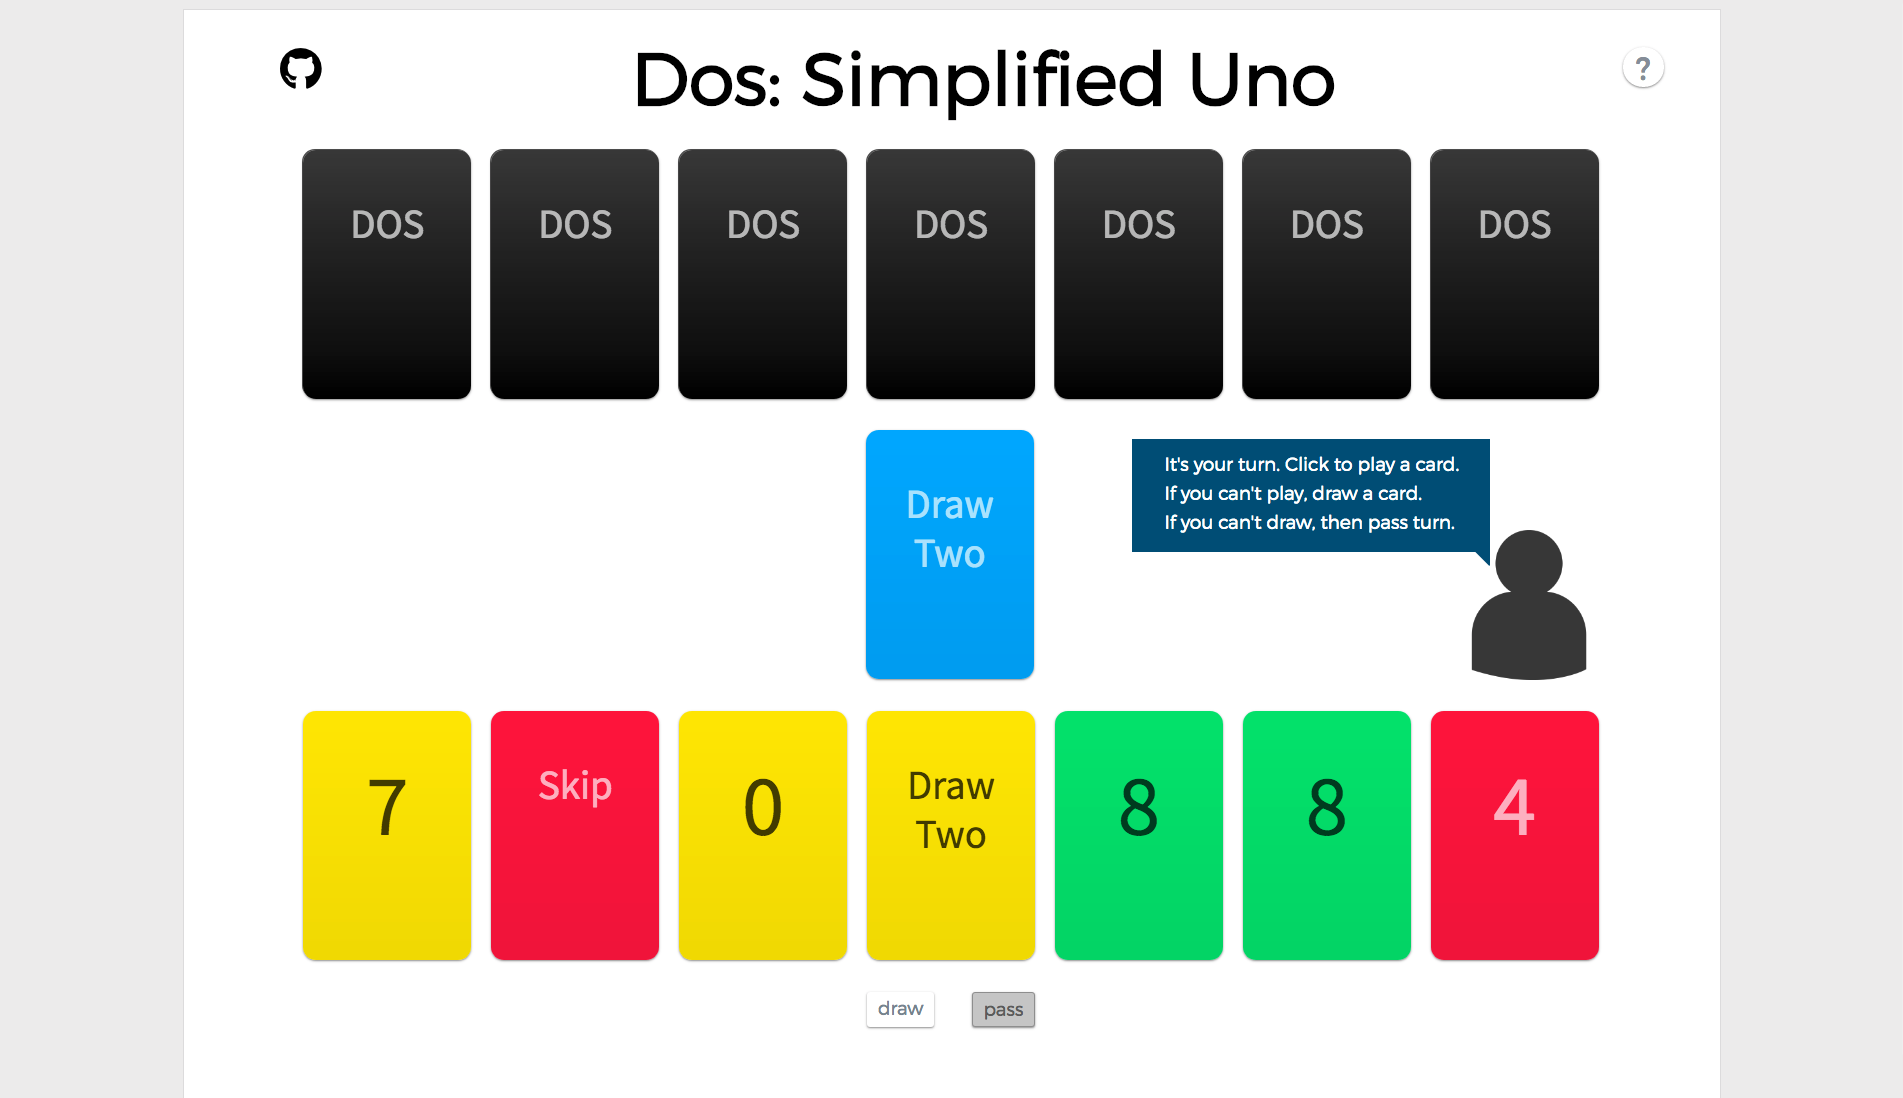 Dos: Simplified Uno
?
DOS
DOS
DOS
DOS
DOS
DOS
DOS
Draw
Two
It's your turn. Click to play a card.
If you can't play, draw a card.
If you can't draw, then pass turn.
7
Skip
0
Draw
Two
8
8
4
draw
pass